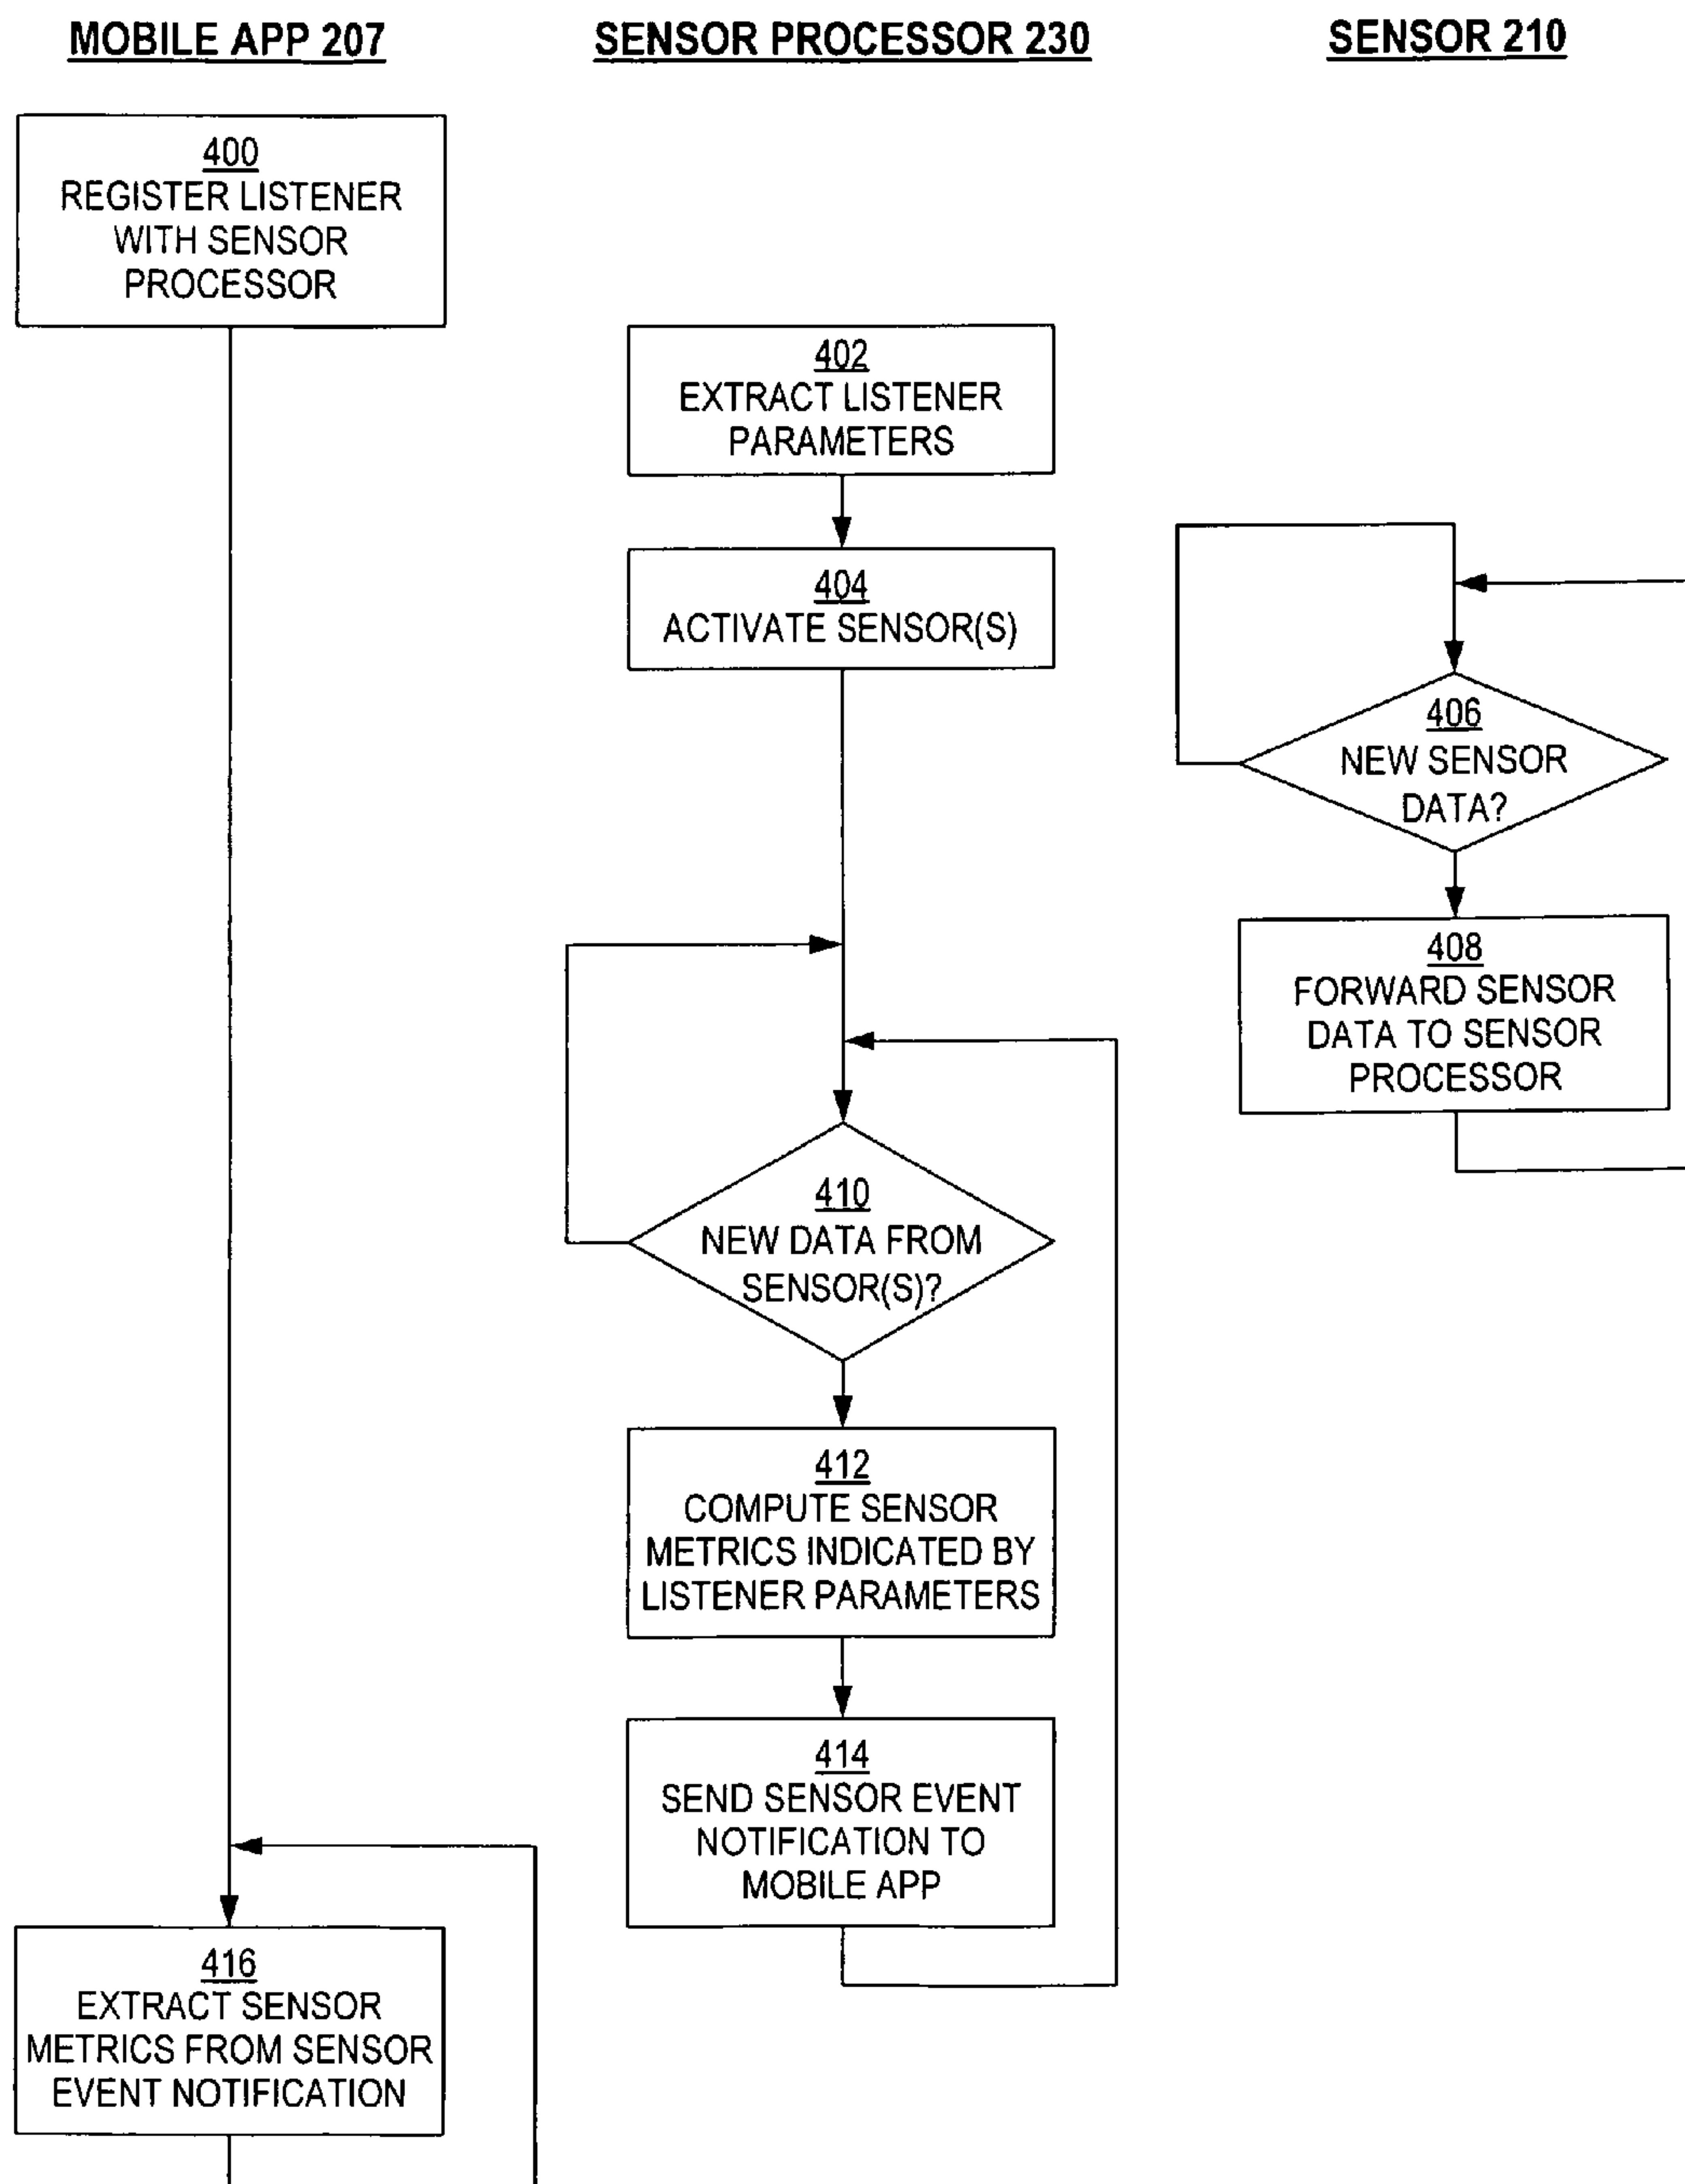 MOBILE APP 207
SENSOR PROCESSOR 230
SENSOR 210
400
REGISTER LISTENER
WITH SENSOR
PROCESSOR
402
EXTRACT LISTENER
PARAMETERS
404
ACTIVATE SENSOR(S)
406
NEW SENSOR
DATA?
408
FORWARD SENSOR
DATA TO SENSOR
PROCESSOR
410
NEW DATA FROM
SENSOR(S)?
412
COMPUTE SENSOR
METRICS INDICATED BY
LISTENER PARAMETERS
414
SEND SENSOR EVENT
NOTIFICATION TO
MOBILE APP
416
EXTRACT SENSOR
METRICS FROM SENSOR
EVENT NOTIFICATION